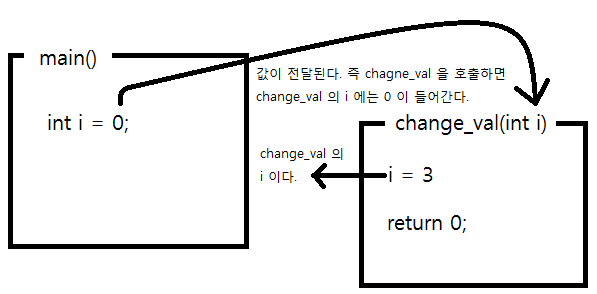 main()
int i = 0;
값이 전달된다. 즉 chagne_val 을 호출하면
change_val 의 i 에는 0 이 들어간다.
change_val(int i)
change_val 의
i 이다.
i = 3
return 0;